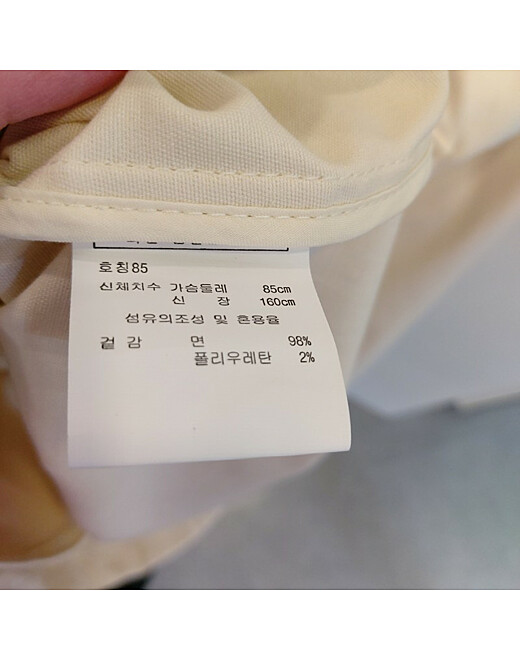 호칭85
신체치수 가슴둘레 85cm
신 장 160cm
섬유의조성 및 혼용율
겉 감 면 98%
폴리우레탄 2%